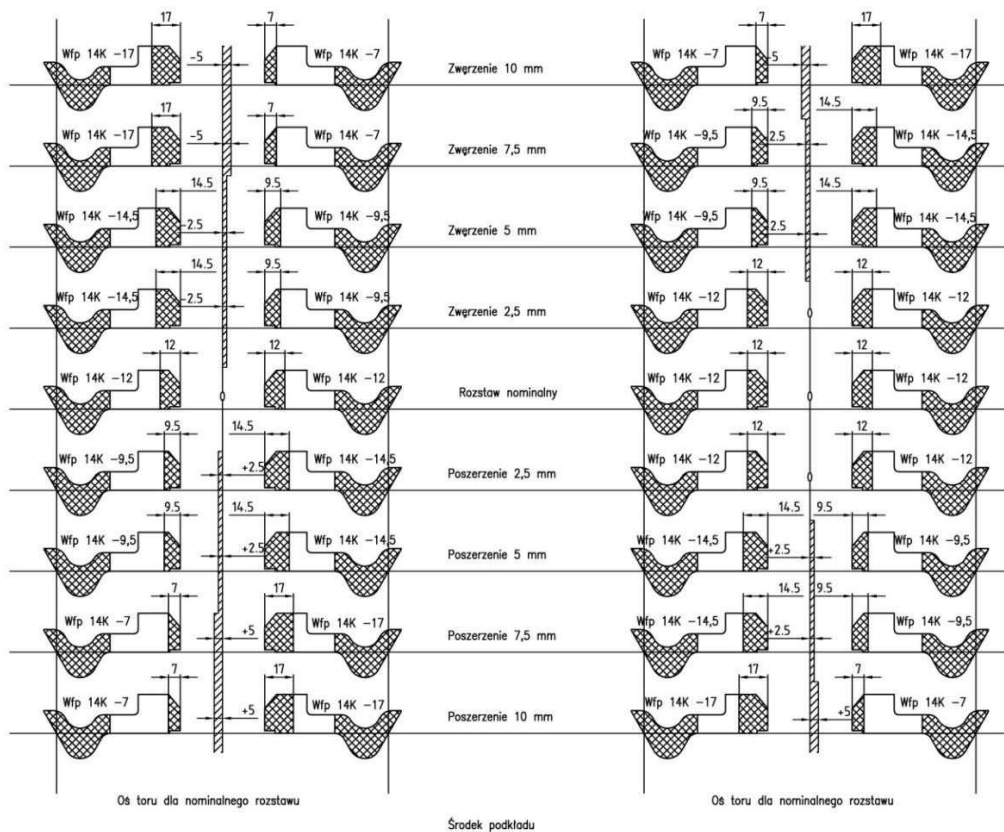 17 7 7 17
Wfp 14K -17 -5 Wfp 14K -7 Zwężenie 10 mm Wfp 14K -7 -5 Wfp 14K -17
17 7 9.5 14.5
Wfp 14K -17 -5 Wfp 14K -7 Zwężenie 7,5 mm Wfp 14K -9,5 -2.5 Wfp 14K -14,5
14.5 9.5 9.5 14.5
Wfp 14K -14,5 -2.5 Wfp 14K -9,5 Zwężenie 5 mm Wfp 14K -9,5 -2.5 Wfp 14K -14,5
14.5 9.5 12 12
Wfp 14K -14,5 -2.5 Wfp 14K -9,5 Zwężenie 2,5 mm Wfp 14K -12 Wfp 14K -12
12 12 12 12
Wfp 14K -12 Wfp 14K -12 Rozstaw nominalny Wfp 14K -12 Wfp 14K -12
9.5 14.5 12 12
Wfp 14K -9,5 +2.5 Wfp 14K -14,5 Poszerzenie 2,5 mm Wfp 14K -12 Wfp 14K -12
9.5 14.5 14.5 9.5
Wfp 14K -9,5 +2.5 Wfp 14K -14,5 Poszerzenie 5 mm Wfp 14K -14,5 +2.5 Wfp 14K -9,5
7 17 14.5 9.5
Wfp 14K -7 +5 Wfp 14K -17 Poszerzenie 7,5 mm Wfp 14K -14,5 +2.5 Wfp 14K -9,5
7 17 17 7
Wfp 14K -7 +5 Wfp 14K -17 Poszerzenie 10 mm Wfp 14K -17 +5 Wfp 14K -7
Oś toru dla nominalnego rozstawu Oś toru dla nominalnego rozstawu
Środek podkładu